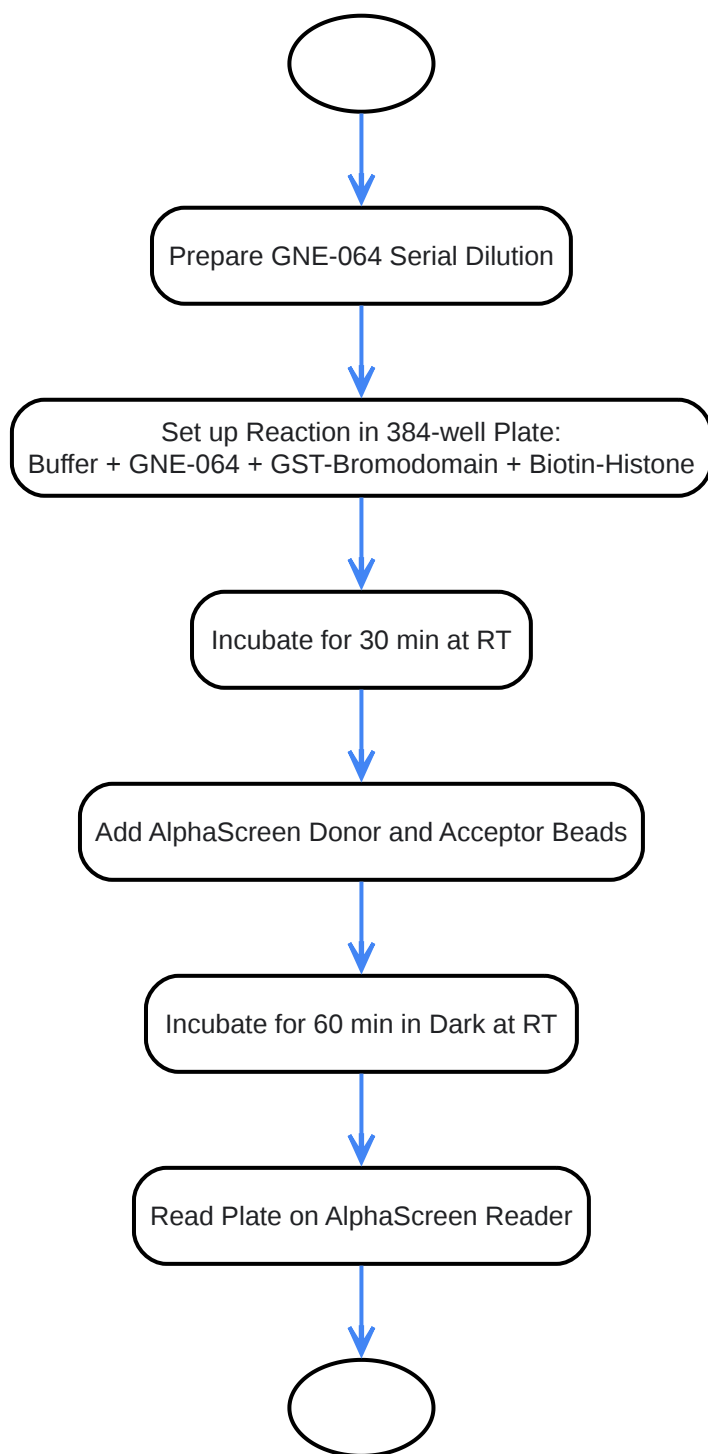 Prepare GNE-064 Serial Dilution
Set up Reaction in 384-well Plate:
Buffer + GNE-064 + GST-Bromodomain + Biotin-Histone
Incubate for 30 min at RT
Add AlphaScreen Donor and Acceptor Beads
Incubate for 60 min in Dark at RT
Read Plate on AlphaScreen Reader